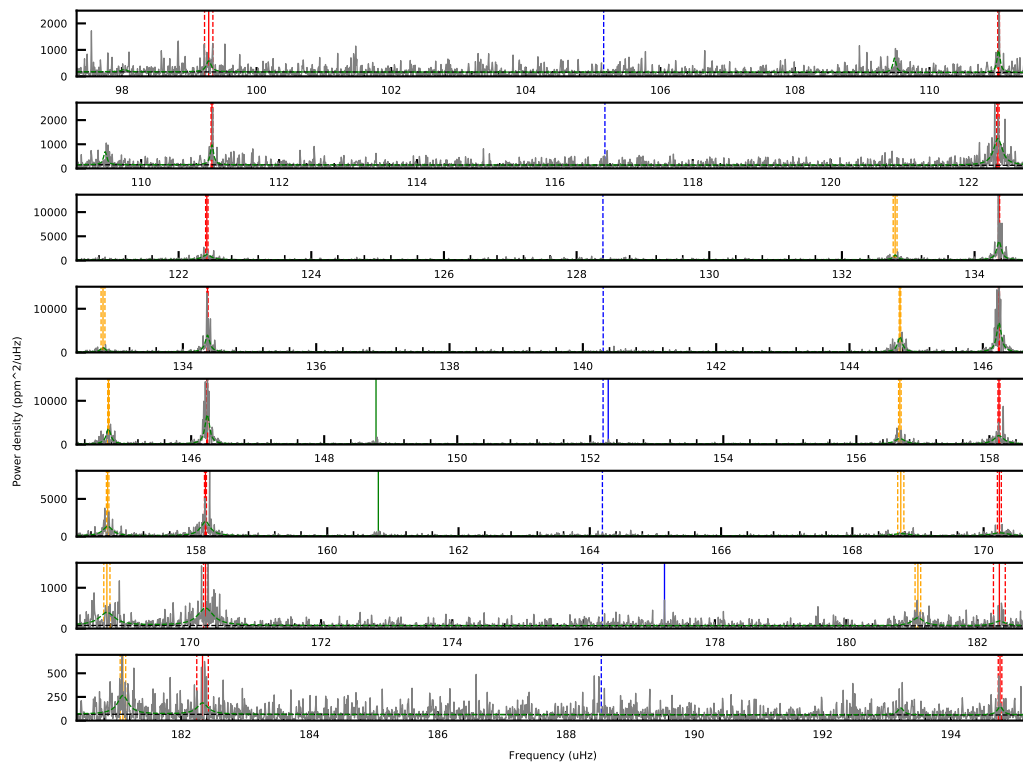 2000
1000
0
98 100 102 104 106 108 110
2000
1000
0
110 112 114 116 118 120 122
10000
5000
0
122 124 126 128 130 132 134
10000
0
134 136 138 140 142 144 146
10000
0
146 148 150 152 154 156 158
5000
0
158 160 162 164 166 168 170
1000
0
170 172 174 176 178 180 182
500
250
0
182 184 186 188 190 192 194
Power density (ppm^2/uHz)
Frequency (uHz)